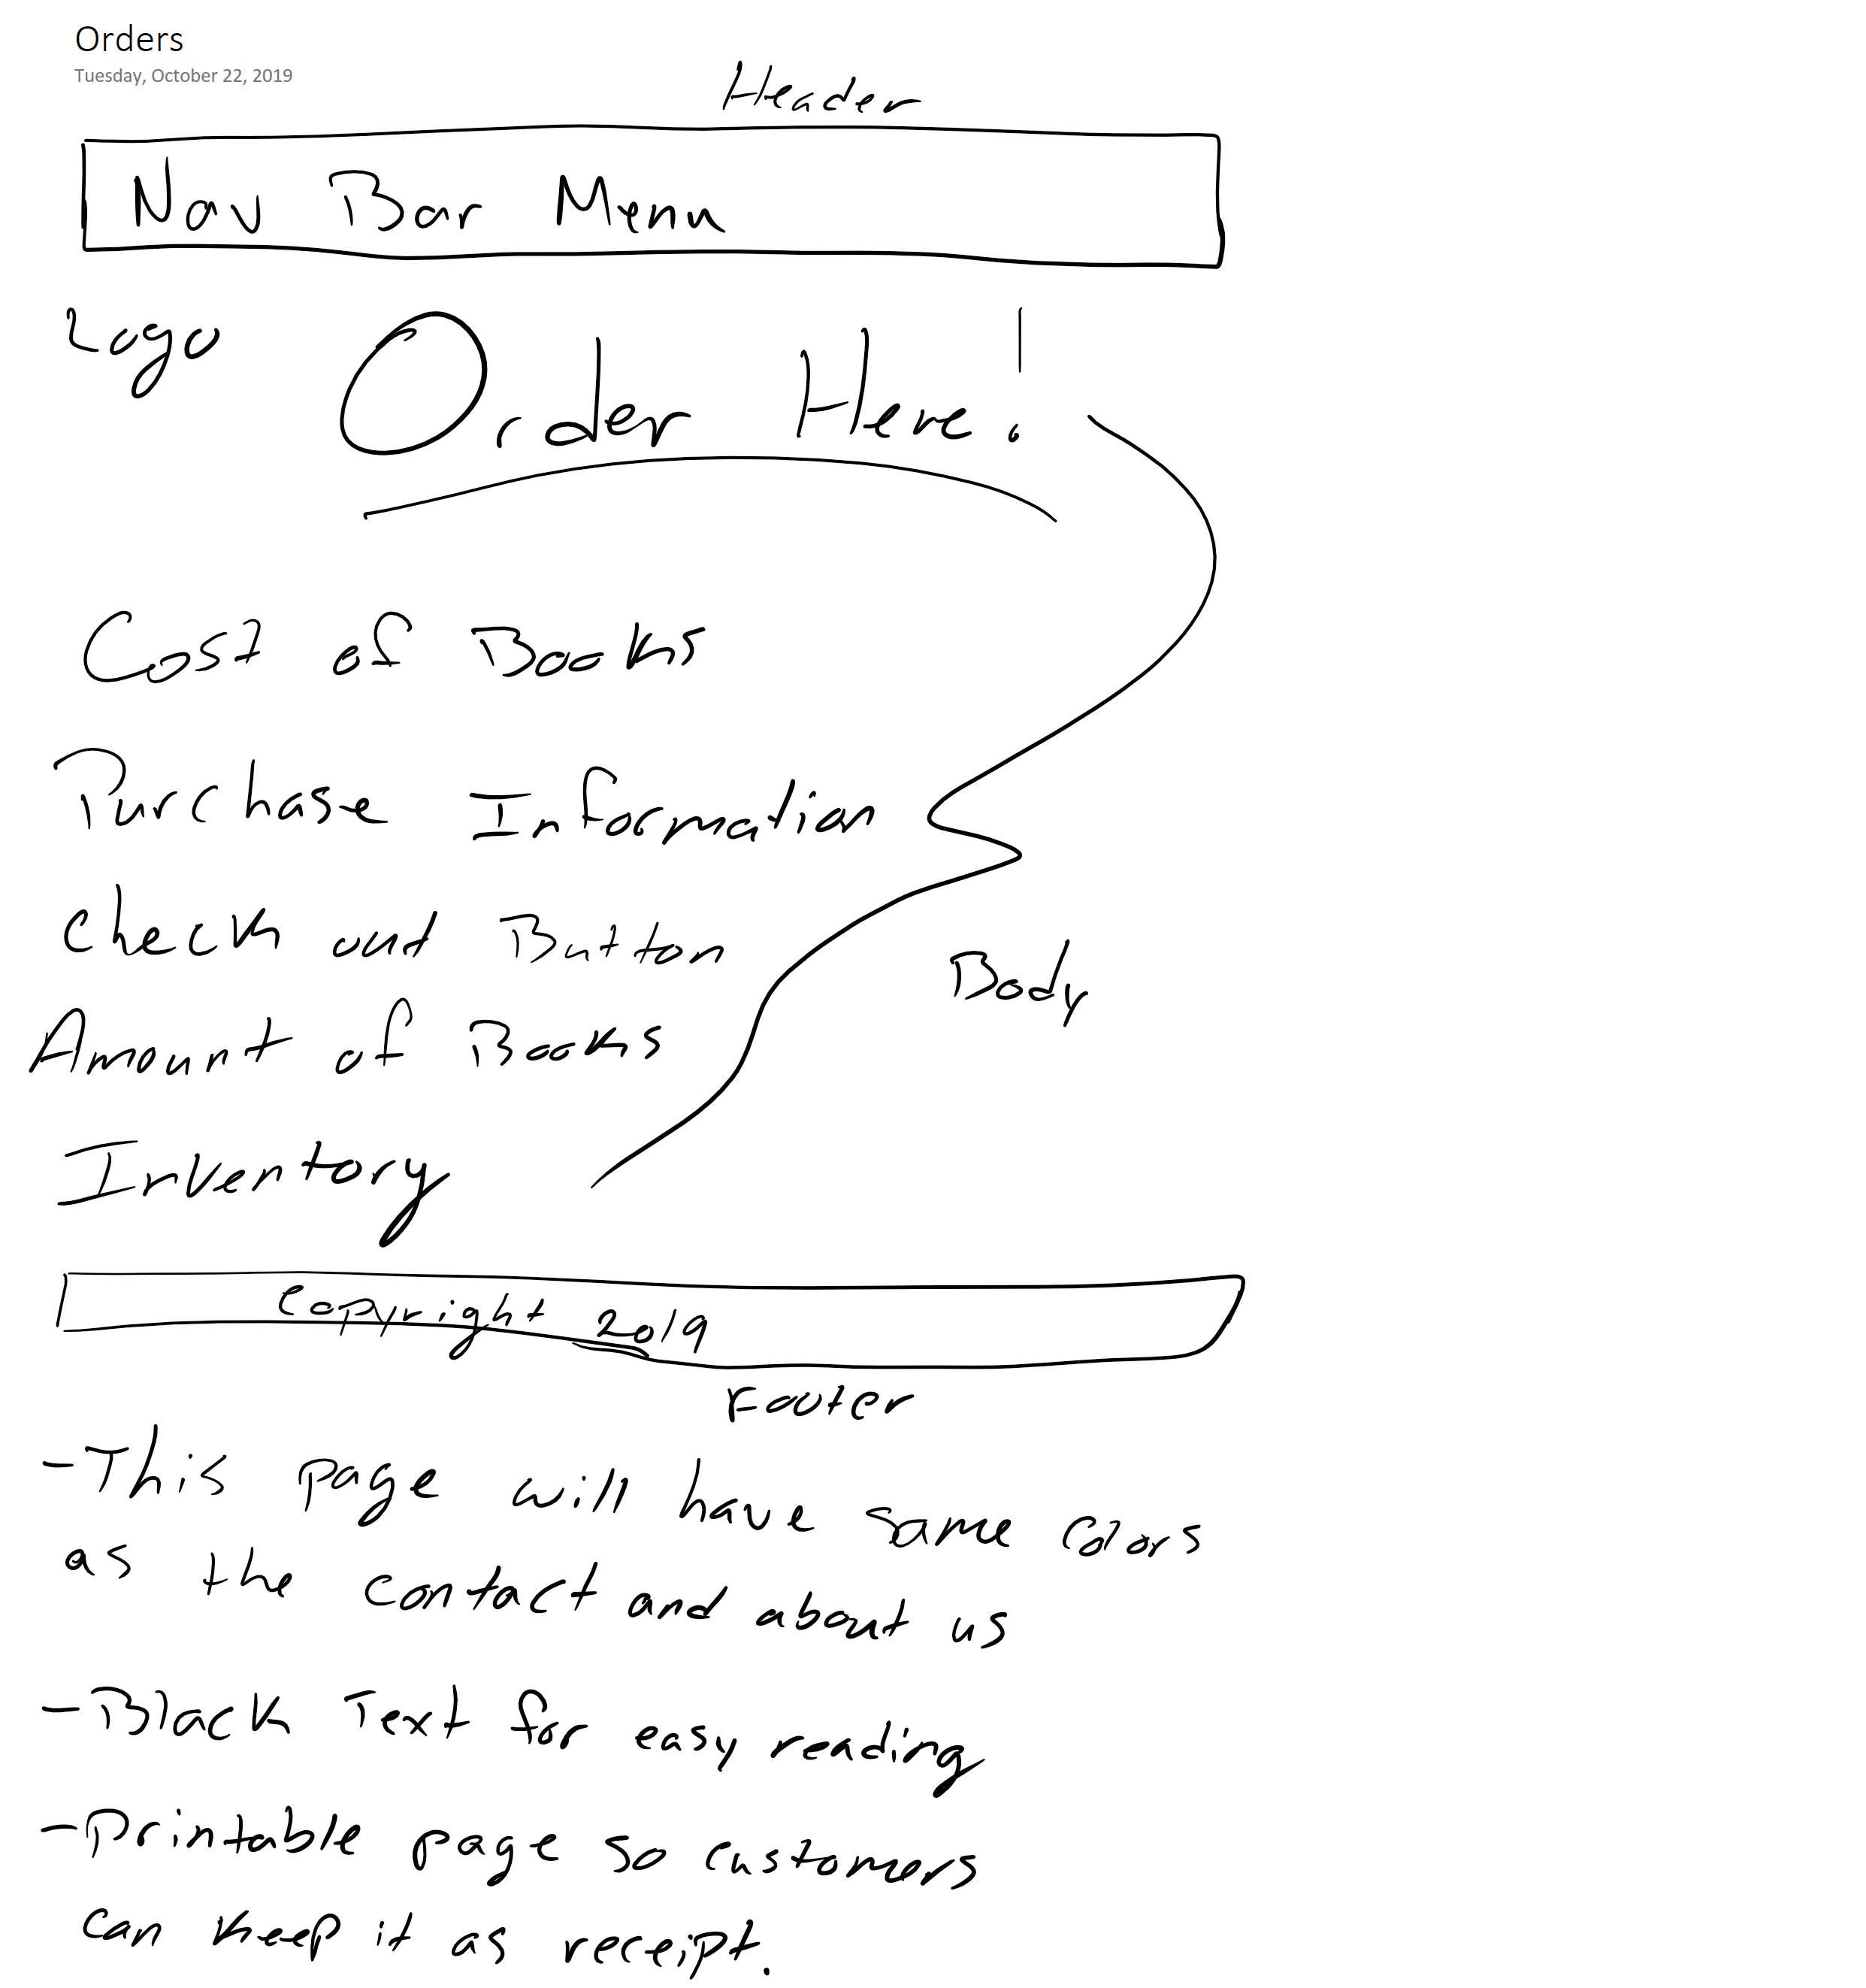 Orders
Tuesday, October 22, 2019
Header
Nav Bar Menu
Logo
Order Here!
Cost of Books
Purchase Information
Check out Button
Body
Amount of Books
Inventory
Copyright 2019
Footer
-This page will have same colors
as the contact and about us
-Black Text for easy reading
-Printable page so customers
can keep it as receipt.